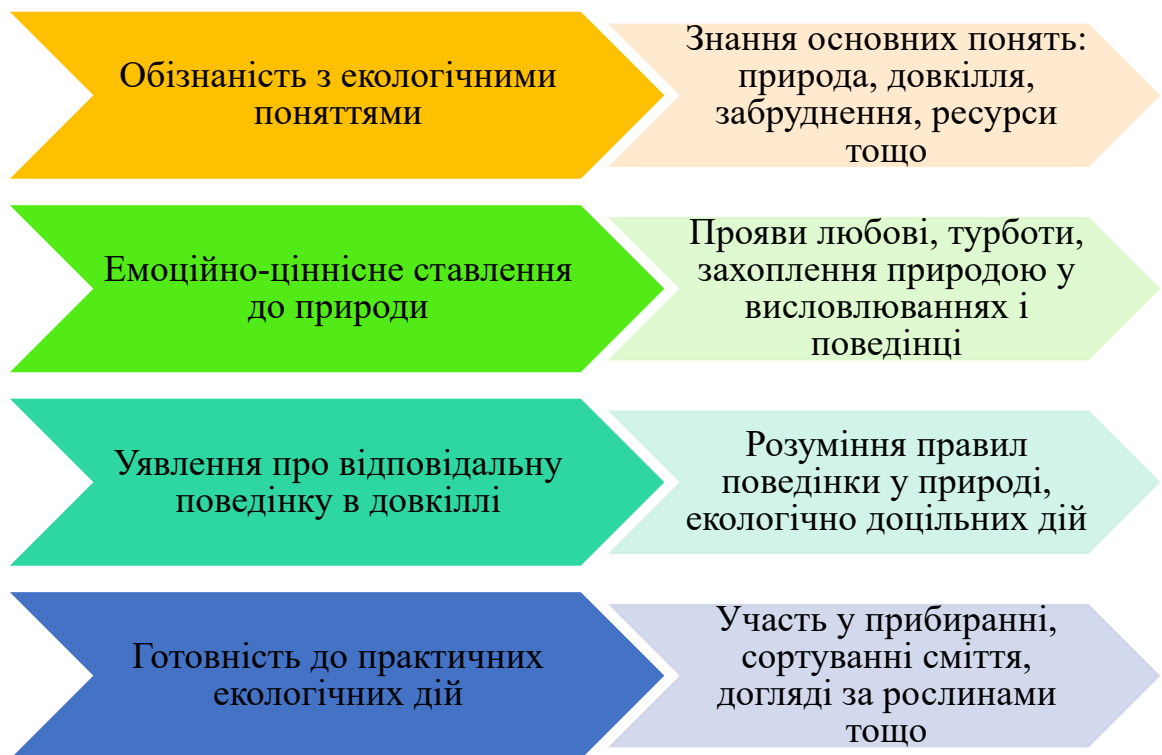 Обізнаність з екологічними
поняттями
Знання основних понять:
природа, довкілля,
забруднення, ресурси
тощо
Емоційно-ціннісне ставлення
до природи
Прояви любові, турботи,
захоплення природою у
висловлюваннях і
поведінці
Уявлення про відповідальну
поведінку в довкіллі
Розуміння правил
поведінки у природі,
екологічно доцільних дій
Готовність до практичних
екологічних дій
Участь у прибиранні,
сортуванні сміття,
догляді за рослинами
тощо